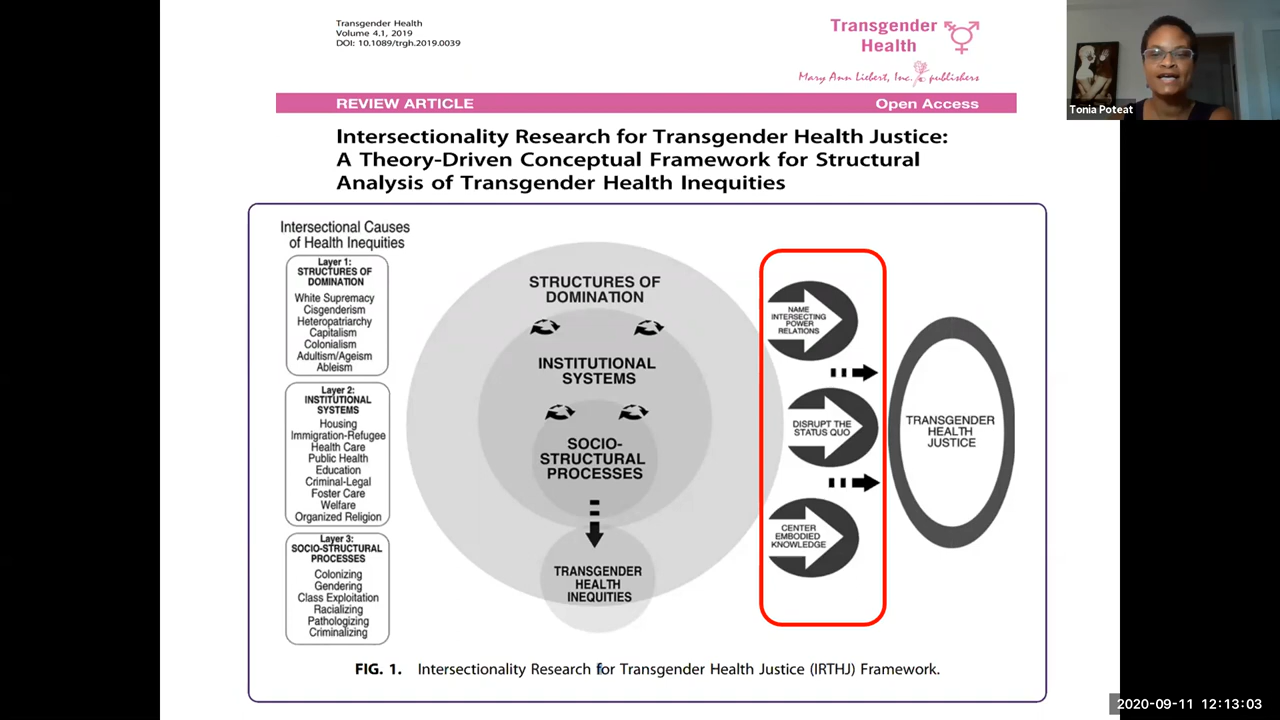 Transgender Health
Volume 4.1, 2019
DOI: 10.1089/trgh.2019.0039
Transgender
Health
Mary Ann Liebert, Inc. publishers
Tonia Poteat
REVIEW ARTICLE
Open Access
Intersectionality Research for Transgender Health Justice:
A Theory-Driven Conceptual Framework for Structural
Analysis of Transgender Health Inequities
Intersectional Causes
of Health Inequities
Layer 1:
STRUCTURES OF
DOMINATION
White Supremacy
Cisgenderism
Heteropatriarchy
Capitalism
Colonialism
Adultism/Ageism
Ableism
Layer 2:
INSTITUTIONAL
SYSTEMS
Housing
Immigration-Refugee
Health Care
Public Health
Education
Criminal-Legal
Foster Care
Welfare
Organized Religion
Layer 3:
SOCIO-STRUCTURAL
PROCESSES
Colonizing
Gendering
Class Exploitation
Racializing
Pathologizing
Criminalizing
STRUCTURES OF
DOMINATION
INSTITUTIONAL
SYSTEMS
SOCIO-
STRUCTURAL
PROCESSES
TRANSGENDER
HEALTH
INEQUITIES
NAME
INTERSECTING
POWER
RELATIONS
DISRUPT THE
STATUS QUO
CENTER
EMBODIED
KNOWLEDGE
TRANSGENDER
HEALTH
JUSTICE
FIG. 1. Intersectionality Research for Transgender Health Justice (IRTHJ) Framework.
2020-09-11 12:13:03